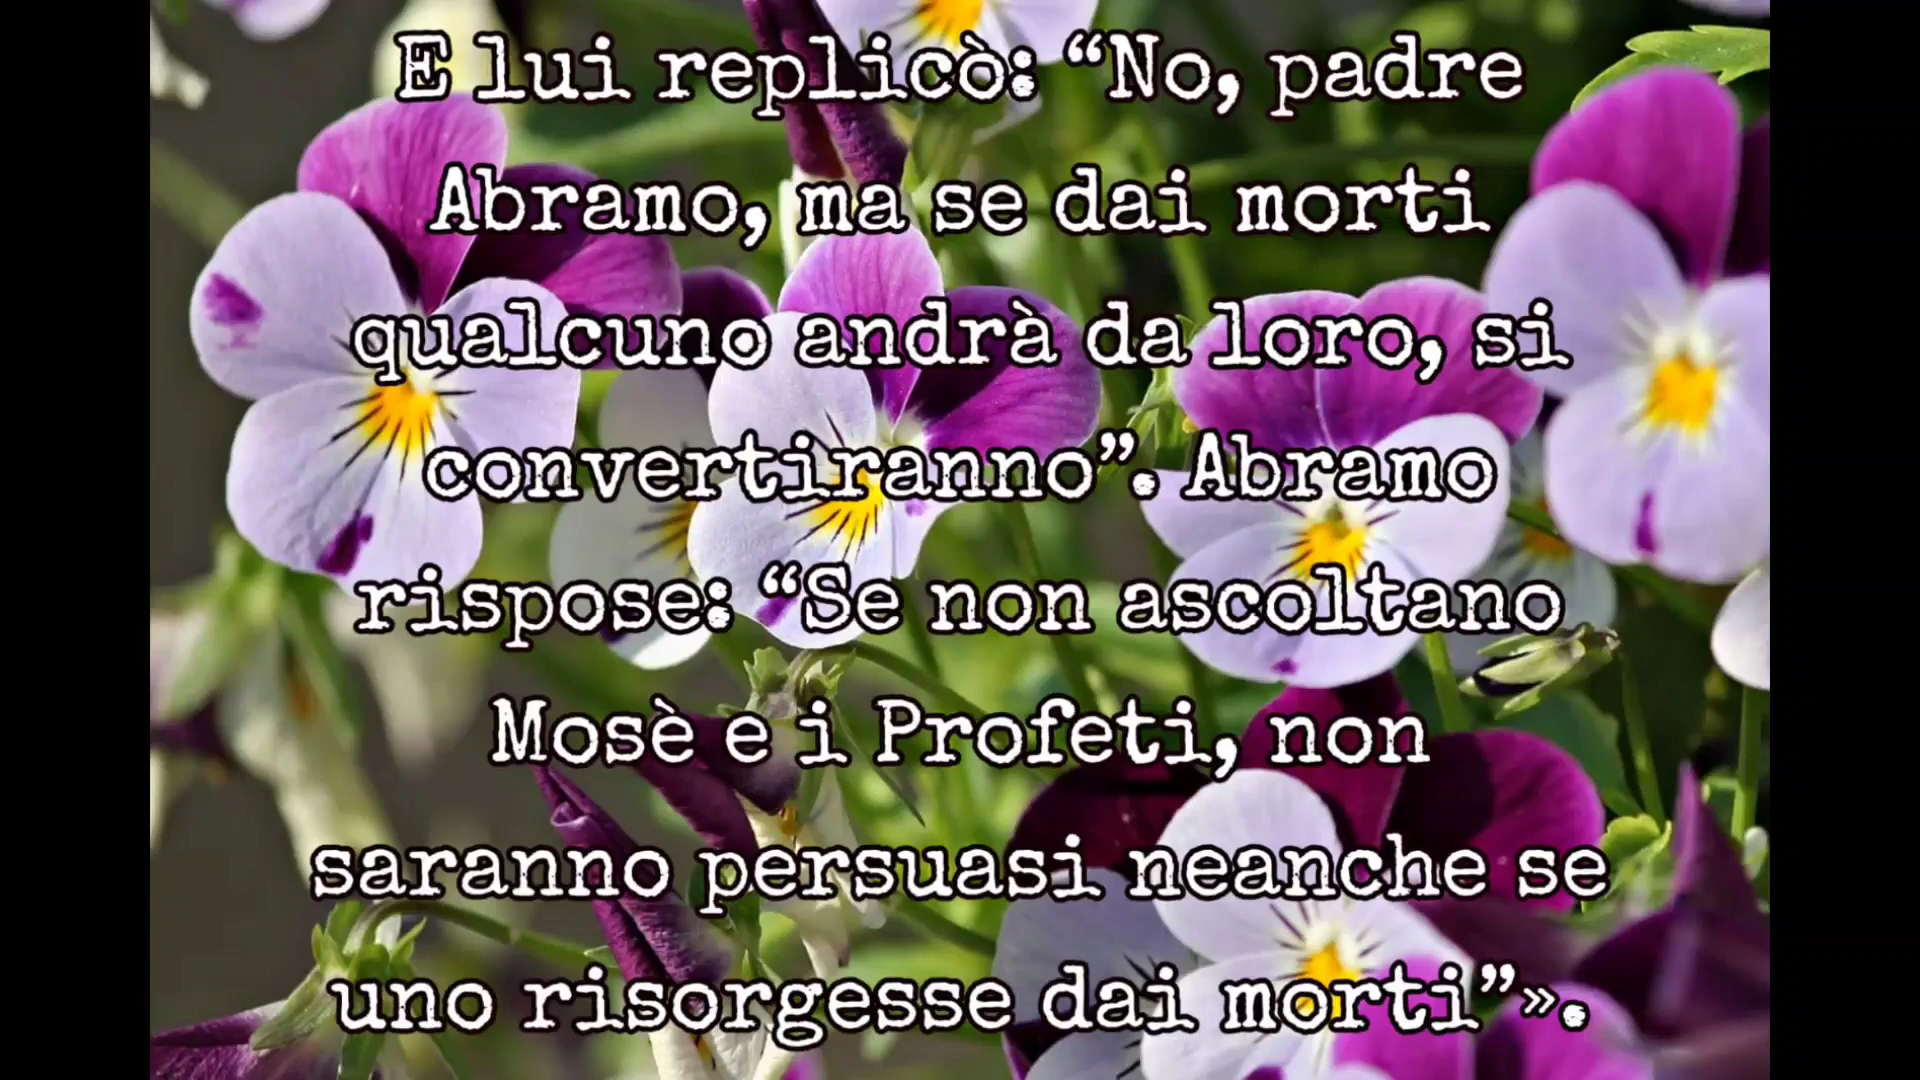 E lui replicò: “No, padre
Abramo, ma se dai morti
qualcuno andrà da loro, si
convertiranno”. Abramo
rispose: “Se non ascoltano
Mosè e i Profeti, non
saranno persuasi neanche se
uno risorgesse dai morti”».